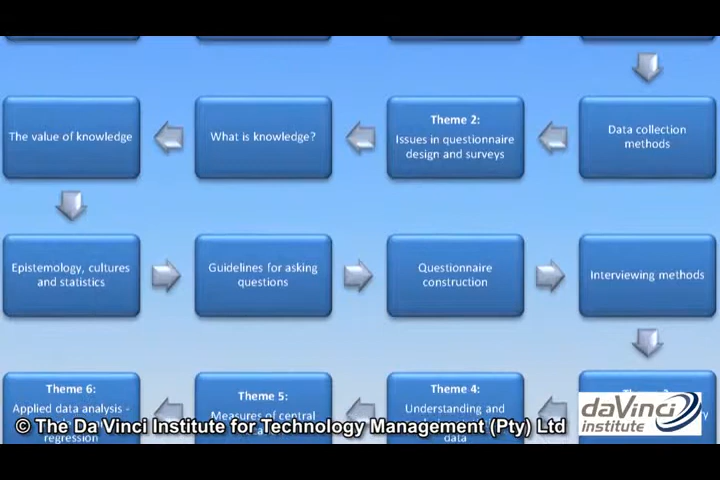 The value of knowledge
What is knowledge?
Theme 2:
Issues in questionnaire
design and surveys
Data collection
methods
Epistemology, cultures
and statistics
Guidelines for asking
questions
Questionnaire
construction
Interviewing methods
Theme 6:
Applied data analysis -
regression
Theme 5:
Measures of central
Theme 4:
Understanding and
data
daVinci
institute
© The Da Vinci Institute for Technology Management (Pty) Ltd